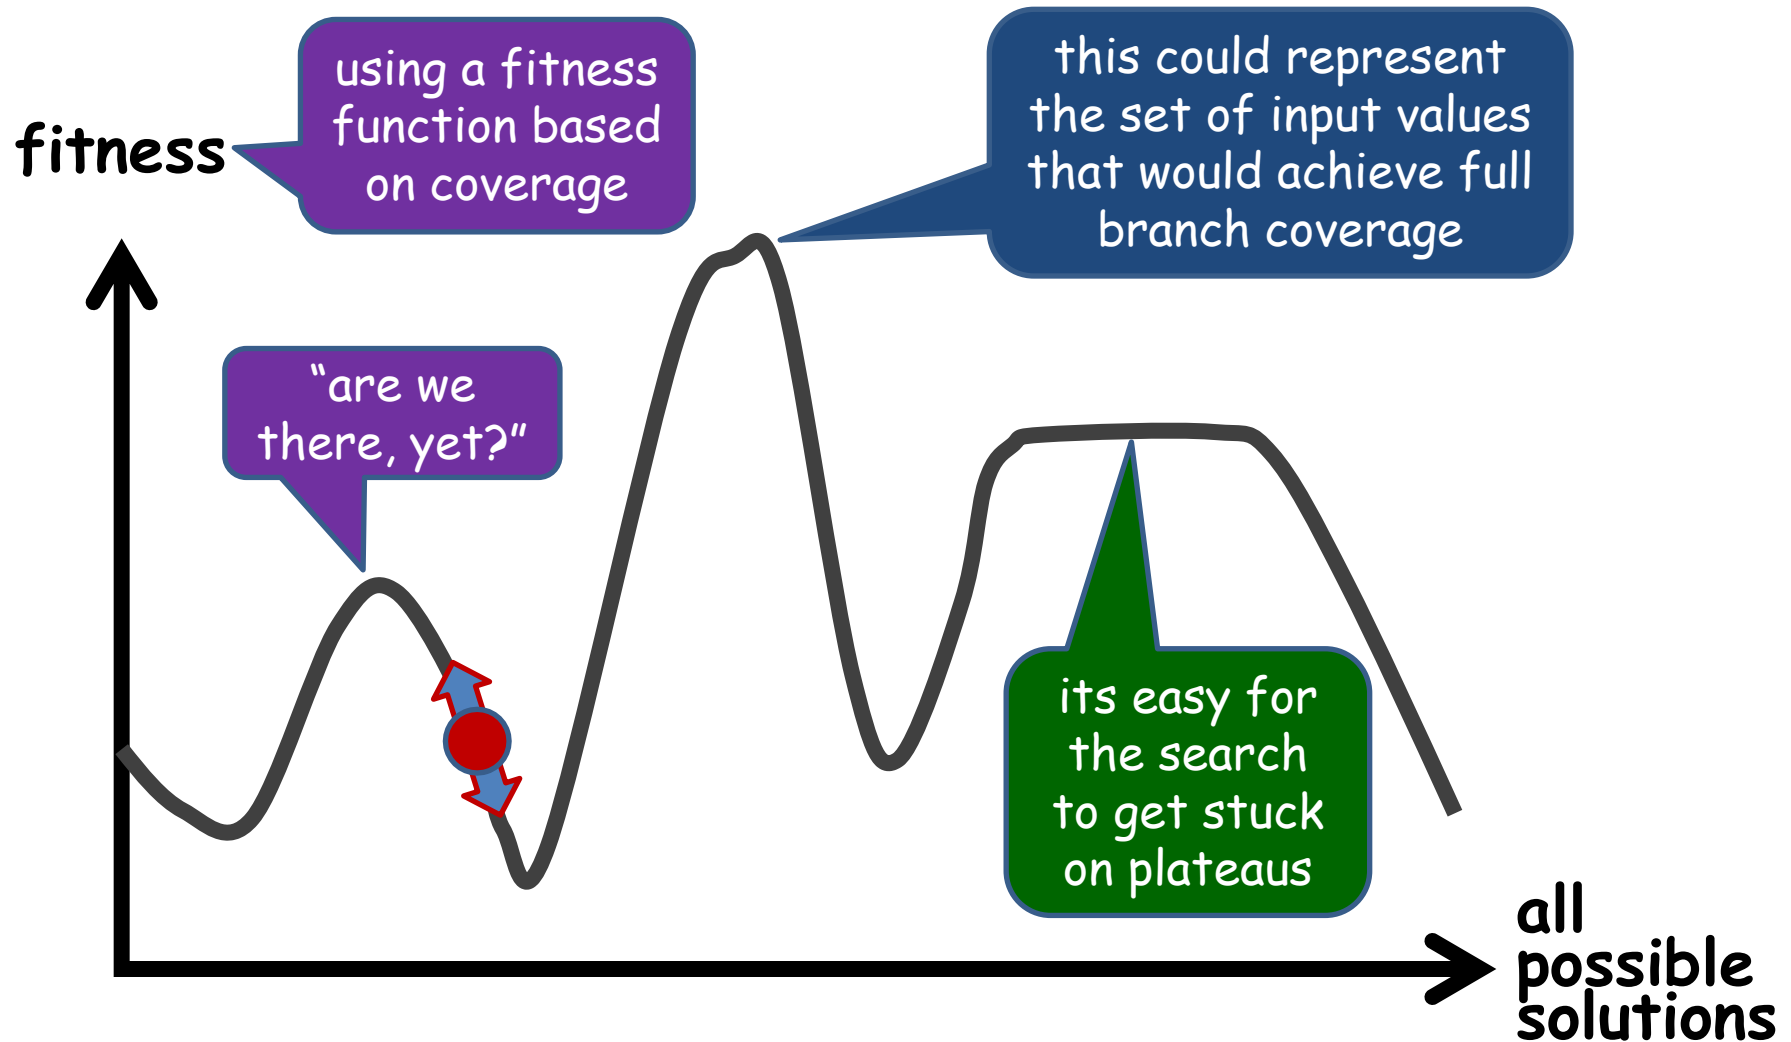 using a fitness
function based
on coverage
this could represent
the set of input values
that would achieve full
branch coverage
fitness
“are we
there, yet?”
its easy for
the search
to get stuck
on plateaus
all
possible
solutions